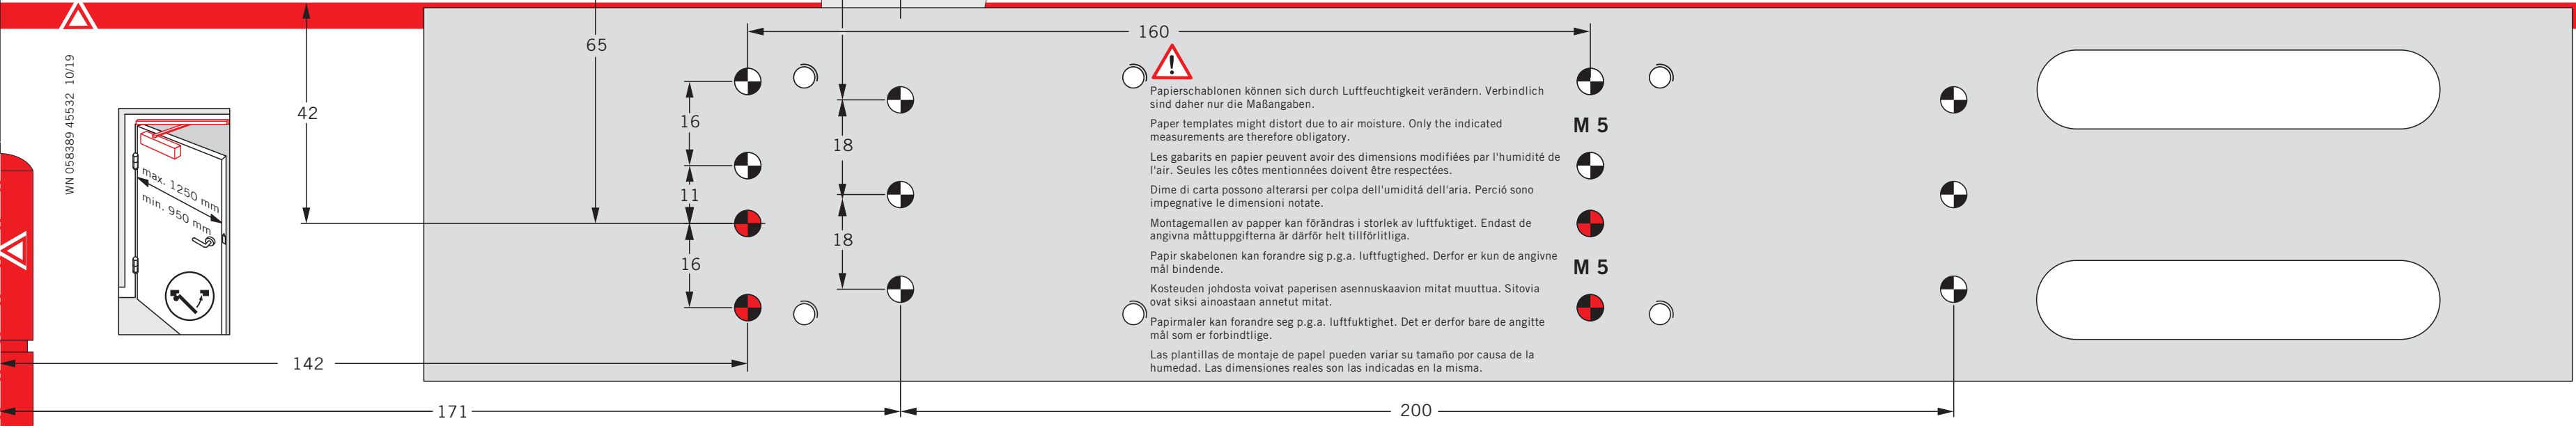 WN 058389 45532 10/19
max. 1250 mm
min. 950 mm
42
65
160
16
11
16
18
18
142
171
200
M 5
M 5
Papierschablonen können sich durch Luftfeuchtigkeit verändern. Verbindlich
sind daher nur die Maßangaben.
Paper templates might distort due to air moisture. Only the indicated
measurements are therefore obligatory.
Les gabarits en papier peuvent avoir des dimensions modifiées par l'humidité de
l'air. Seules les côtes mentionnées doivent être respectées.
Dime di carta possono alterarsi per colpa dell'umiditá dell'aria. Perció sono
impegnative le dimensioni notate.
Montagemallen av papper kan förändras i storlek av luftfuktiget. Endast de
angivna måttuppgifterna är därför helt tillförlitliga.
Papir skabelonen kan forandre sig p.g.a. luftfugtighed. Derfor er kun de angivne
mål bindende.
Kosteuden johdosta voivat paperisen asennuskaavion mitat muuttua. Sitovia
ovat siksi ainoastaan annetut mitat.
Papirmaler kan forandre seg p.g.a. luftfuktighet. Det er derfor bare de angitte
mål som er forbindtlige.
Las plantillas de montaje de papel pueden variar su tamaño por causa de la
humedad. Las dimensiones reales son las indicadas en la misma.